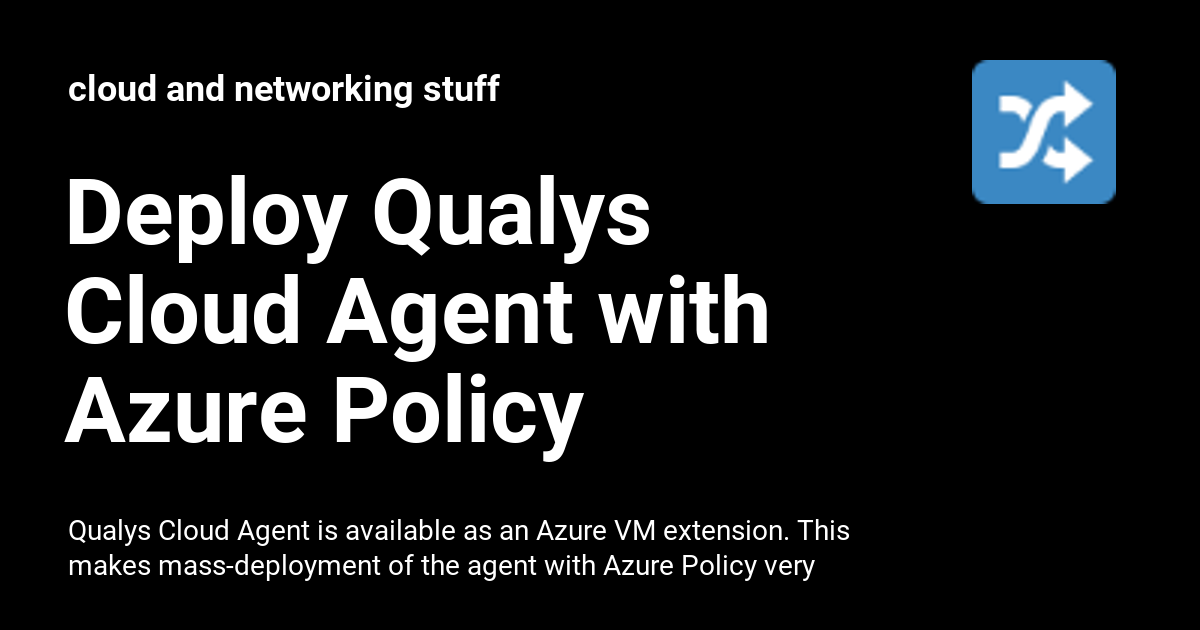 cloud and networking stuff
Deploy Qualys
Cloud Agent with
Azure Policy
Qualys Cloud Agent is available as an Azure VM extension. This
makes mass-deployment of the agent with Azure Policy very